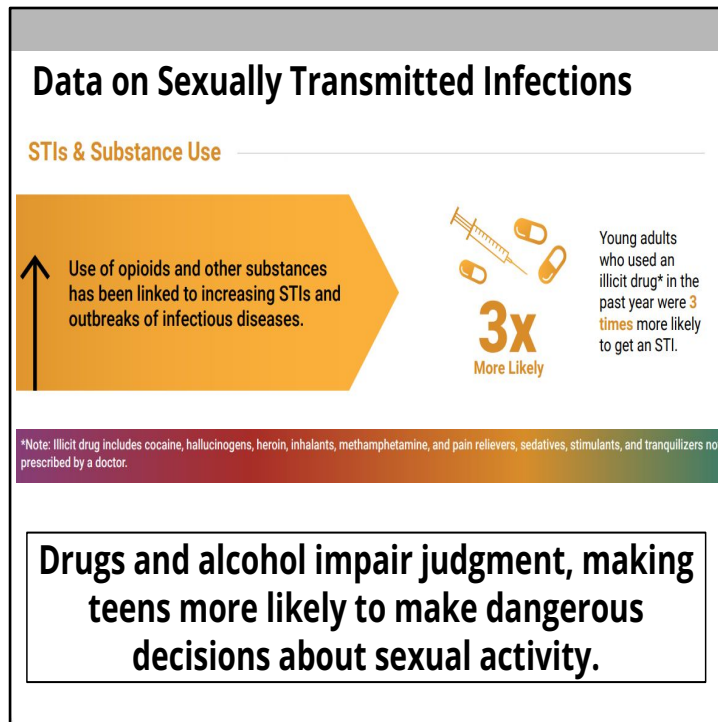 Data on Sexually Transmitted Infections
STIs & Substance Use
Use of opioids and other substances
has been linked to increasing STIs and
outbreaks of infectious diseases.
3x
More Likely
Young adults
who used an
illicit drug* in the
past year were 3
times more likely
to get an STI.
*Note: Illicit drug includes cocaine, hallucinogens, heroin, inhalants, methamphetamine, and pain relievers, sedatives, stimulants, and tranquilizers no
prescribed by a doctor.
Drugs and alcohol impair judgment, making
teens more likely to make dangerous
decisions about sexual activity.